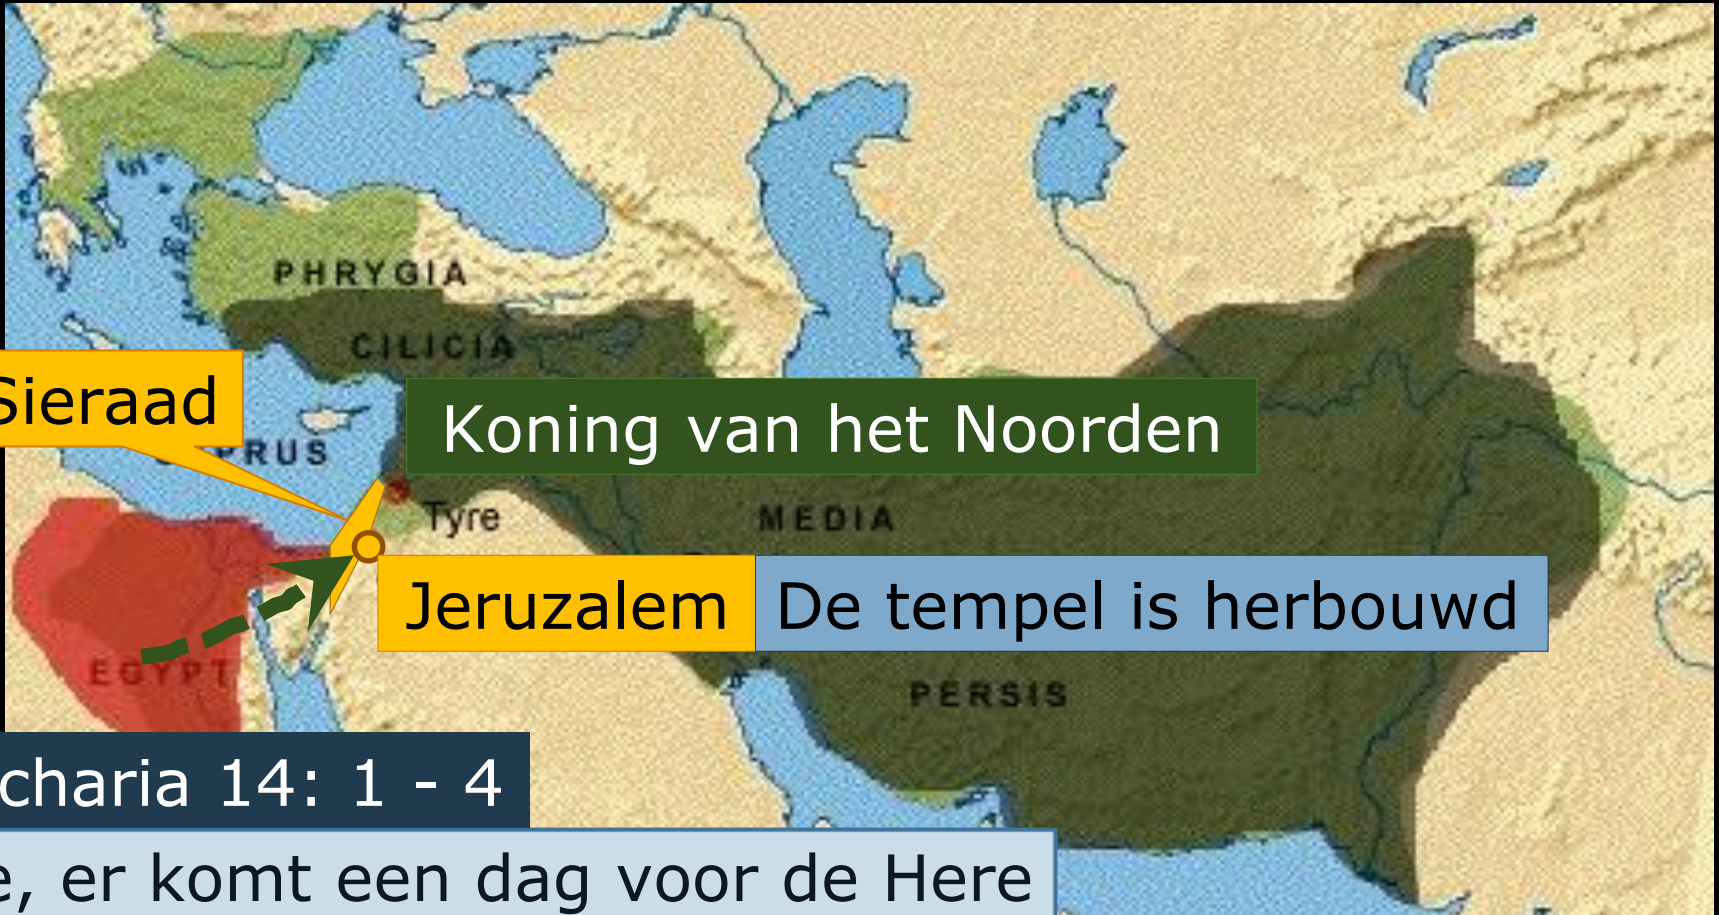 PHRYGIA
CILICIA
Sieraad
Koning van het Noorden
RUS
Tyre
MEDIA
Jeruzalem
De tempel is herbouwd
EGYPT
PERSIS
charia 14: 1 - 4
e, er komt een dag voor de Here